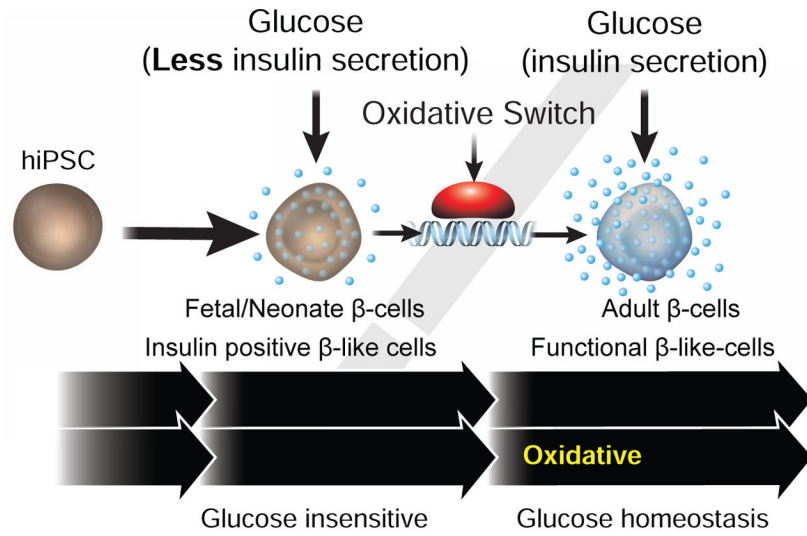 Glucose
(Less insulin secretion)
Glucose
(insulin secretion)
Oxidative Switch
hiPSC
Fetal/Neonate β-cells
Adult β-cells
Insulin positive β-like cells
Functional β-like-cells
Oxidative
Glucose insensitive
Glucose homeostasis